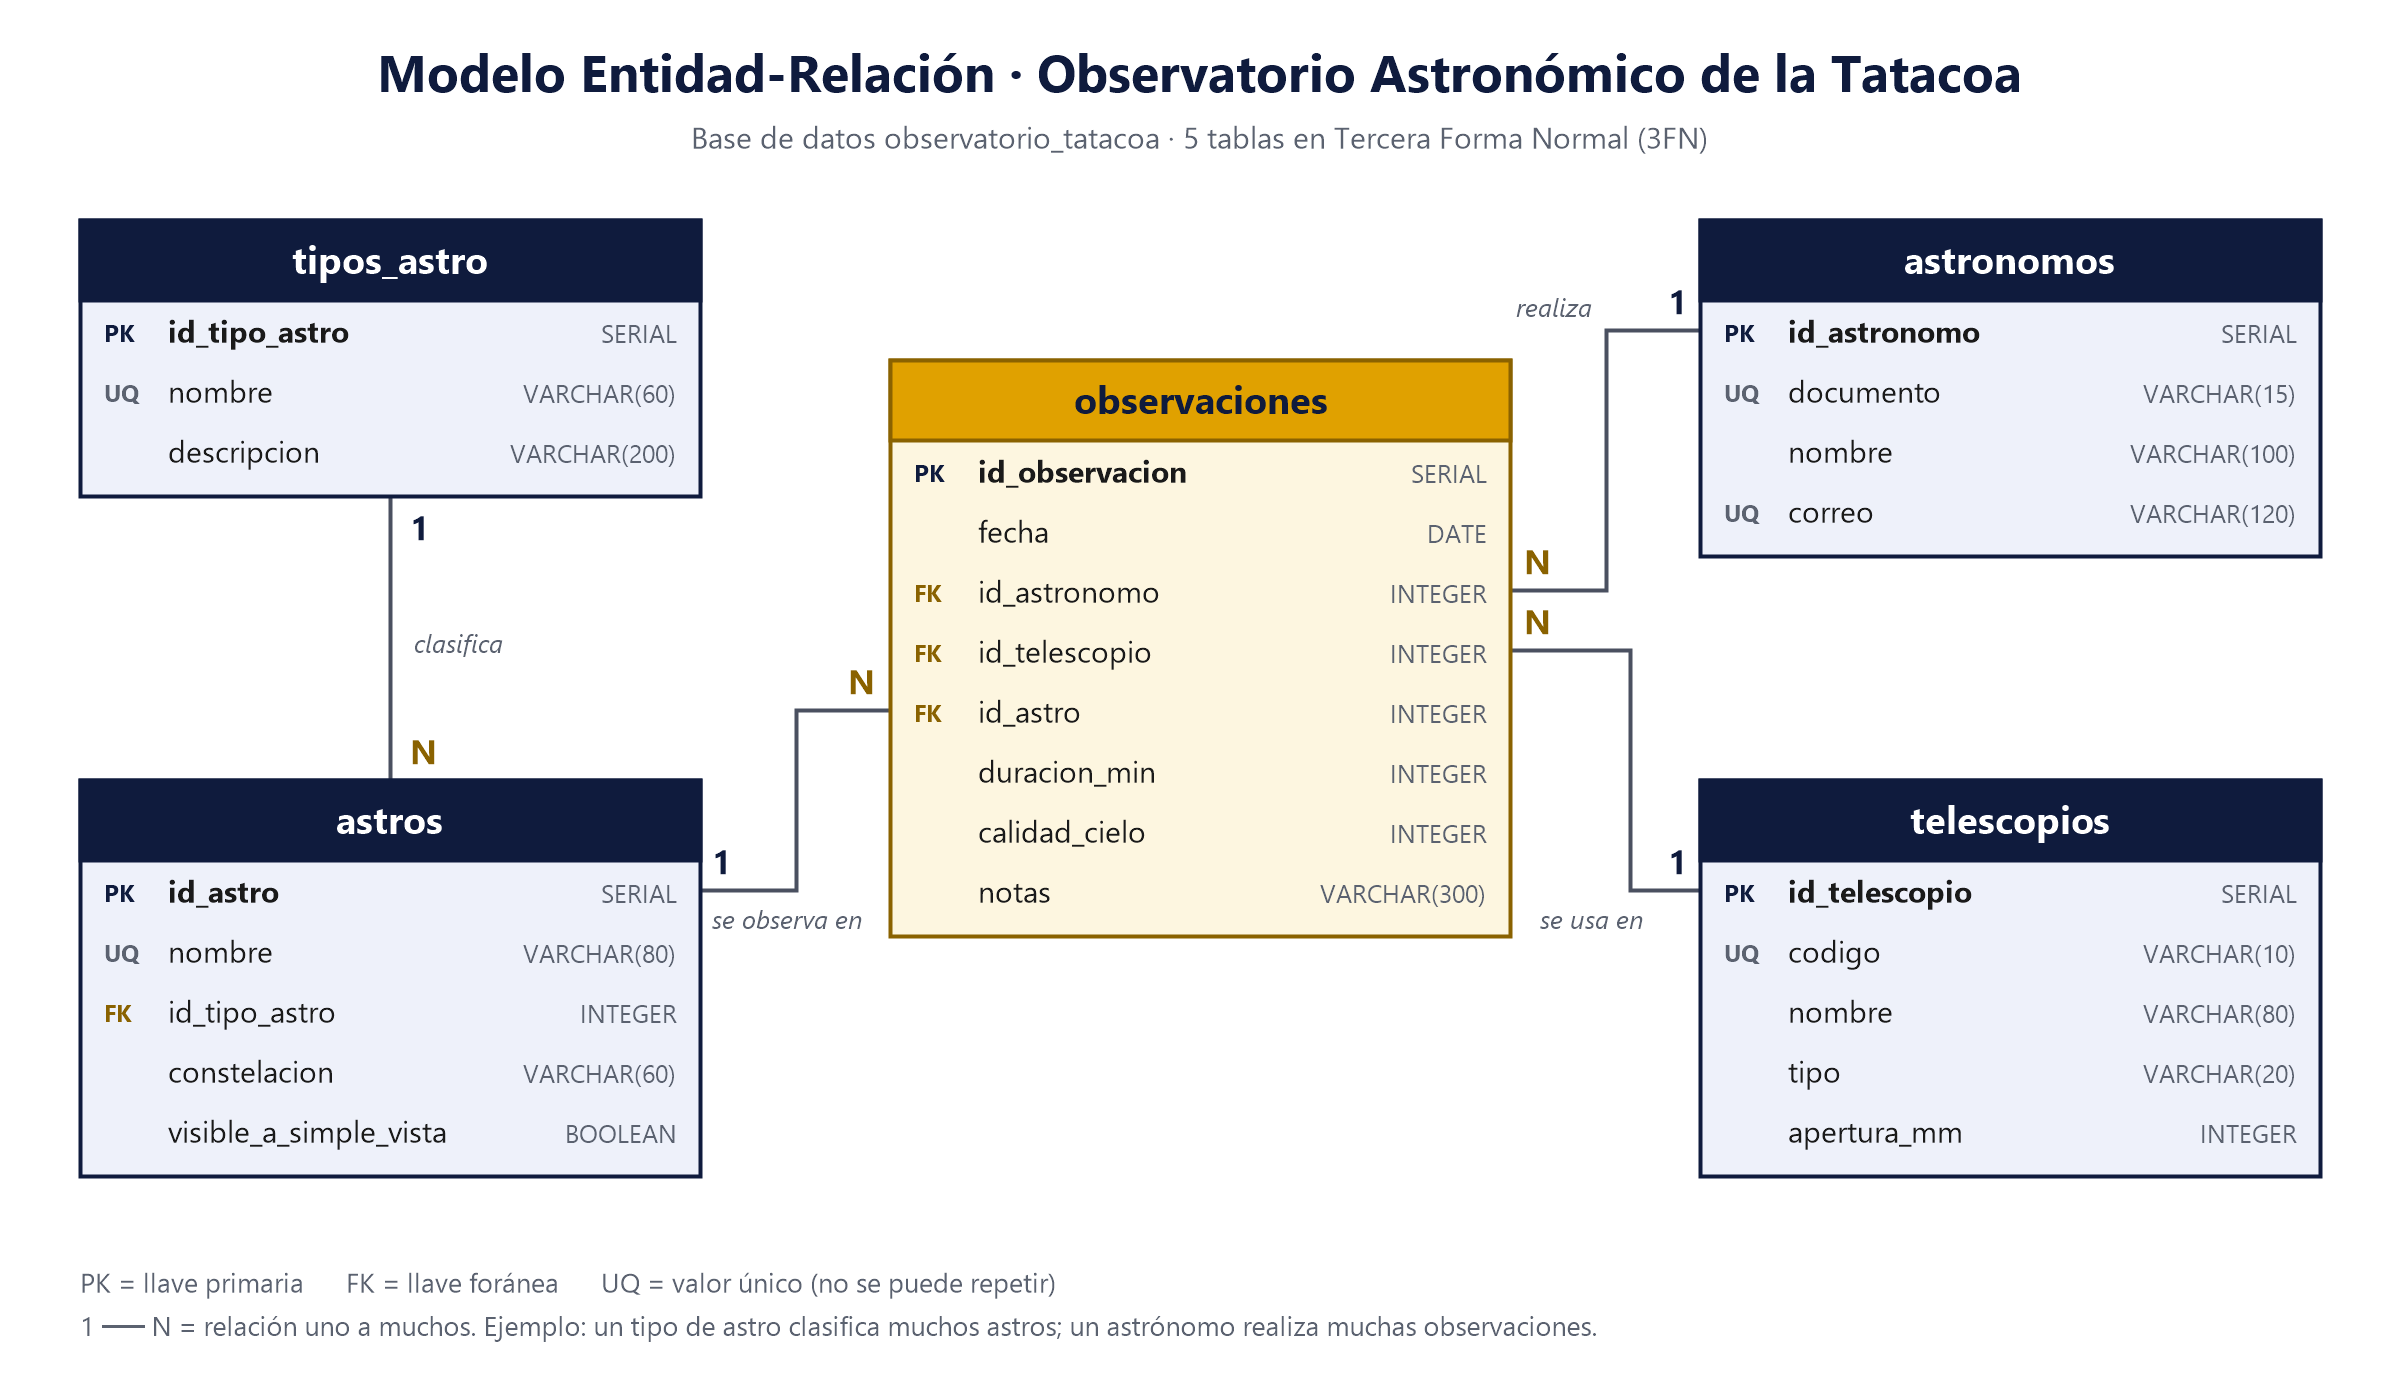 Modelo Entidad-Relación · Observatorio Astronómico de la Tatacoa
Base de datos observatorio_tatacoa · 5 tablas en Tercera Forma Normal (3FN)
tipos_astro
PK id_tipo_astro SERIAL
UQ nombre VARCHAR(60)
descripcion VARCHAR(200)
1
clasifica
N
astros
PK id_astro SERIAL
UQ nombre VARCHAR(80)
FK id_tipo_astro INTEGER
constelacion VARCHAR(60)
visible_a_simple_vista BOOLEAN
1
se observa en
N
observaciones
PK id_observacion SERIAL
fecha DATE
FK id_astronomo INTEGER
FK id_telescopio INTEGER
FK id_astro INTEGER
duracion_min INTEGER
calidad_cielo INTEGER
notas VARCHAR(300)
realiza
1
N
N
1
se usa en
astronomos
PK id_astronomo SERIAL
UQ documento VARCHAR(15)
nombre VARCHAR(100)
UQ correo VARCHAR(120)
telescopios
PK id_telescopio SERIAL
UQ codigo VARCHAR(10)
nombre VARCHAR(80)
tipo VARCHAR(20)
apertura_mm INTEGER
PK = llave primaria FK = llave foránea UQ = valor único (no se puede repetir)
1 — N = relación uno a muchos. Ejemplo: un tipo de astro clasifica muchos astros; un astrónomo realiza muchas observaciones.